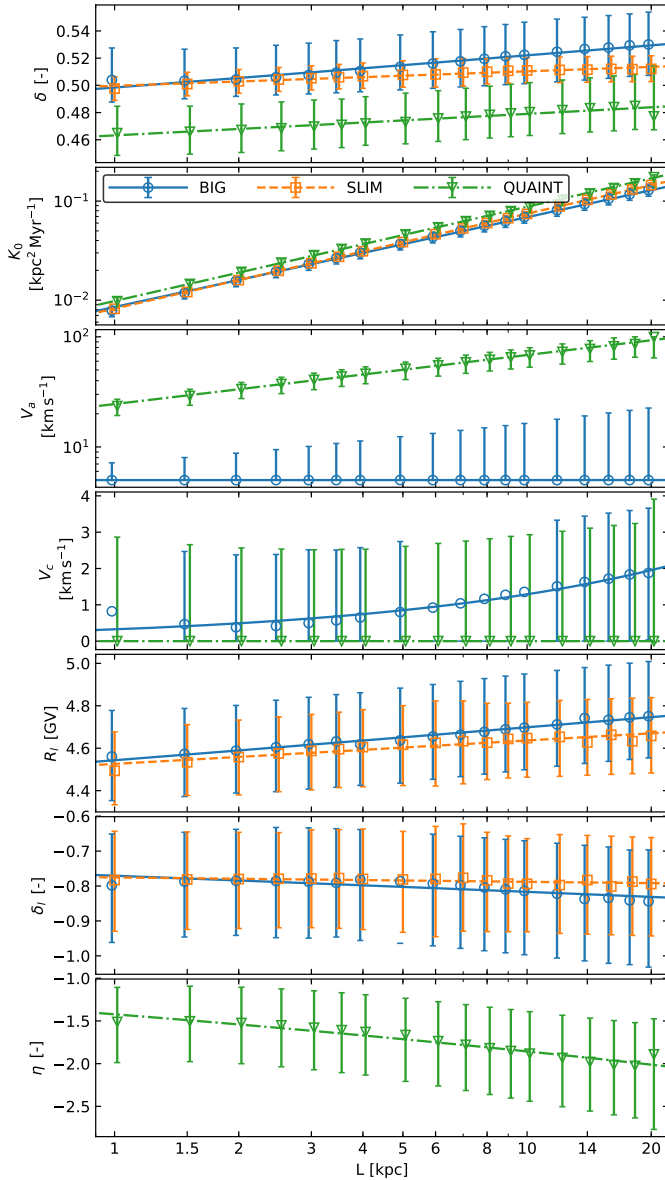 0.54
0.52
0.50
0.48
0.46
δ [-]
BIG SLIM QUAINT
10⁻¹
10⁻²
K₀
[kpc² Myr⁻¹]
10²
10¹
Vₐ
[km s⁻¹]
4
3
2
1
0
V_c
[km s⁻¹]
5.0
4.8
4.6
4.4
R_l [GV]
−0.6
−0.7
−0.8
−0.9
−1.0
δ_l [-]
−1.0
−1.5
−2.0
−2.5
η [-]
1 1.5 2 3 4 5 6 8 10 14 20
L [kpc]